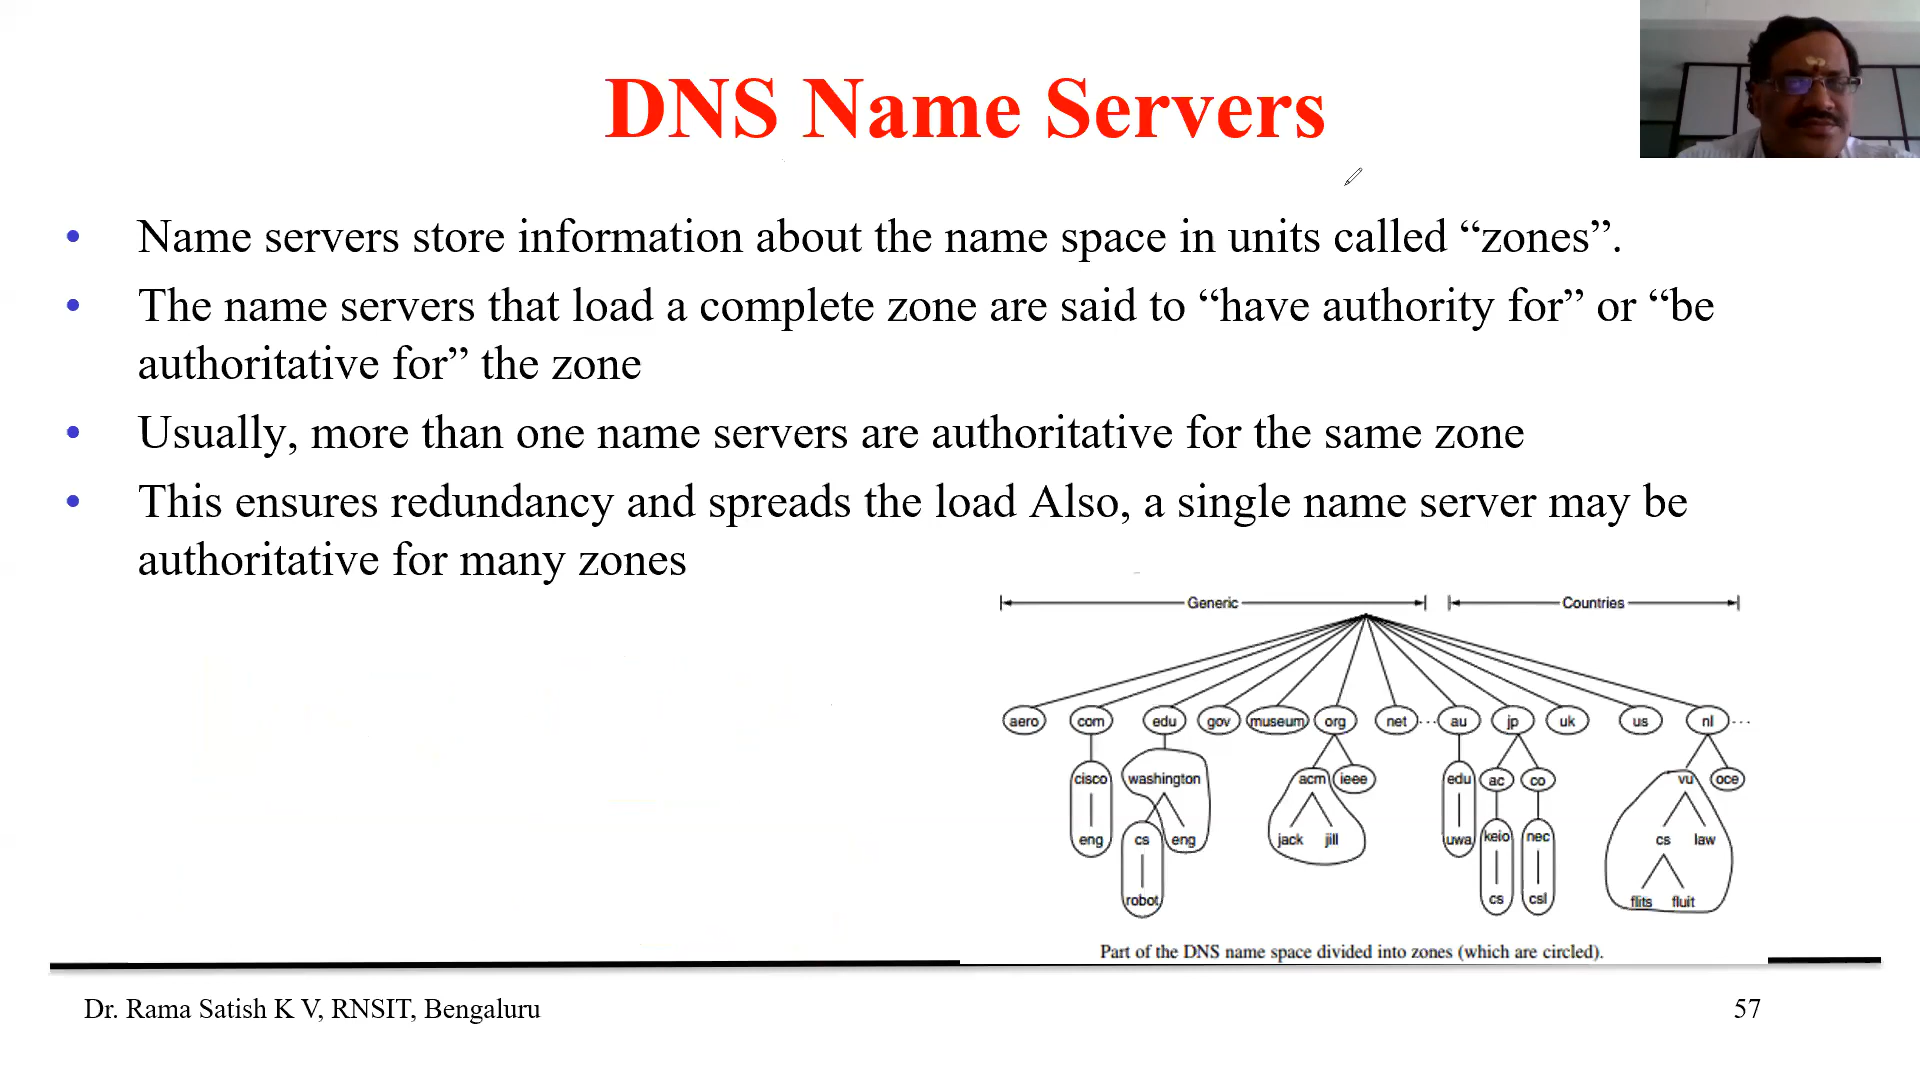 DNS Name Servers
• Name servers store information about the name space in units called “zones”.
• The name servers that load a complete zone are said to “have authority for” or “be
authoritative for” the zone
• Usually, more than one name servers are authoritative for the same zone
• This ensures redundancy and spreads the load Also, a single name server may be
authoritative for many zones
Generic Countries
aero com edu gov museum org net ... au jp uk us nl ...
cisco washington acm ieee edu ac co vu oce
eng cs eng jack jill uwa keio nec cs law
robot cs csl flits fluit
Part of the DNS name space divided into zones (which are circled).
Dr. Rama Satish K V, RNSIT, Bengaluru 57